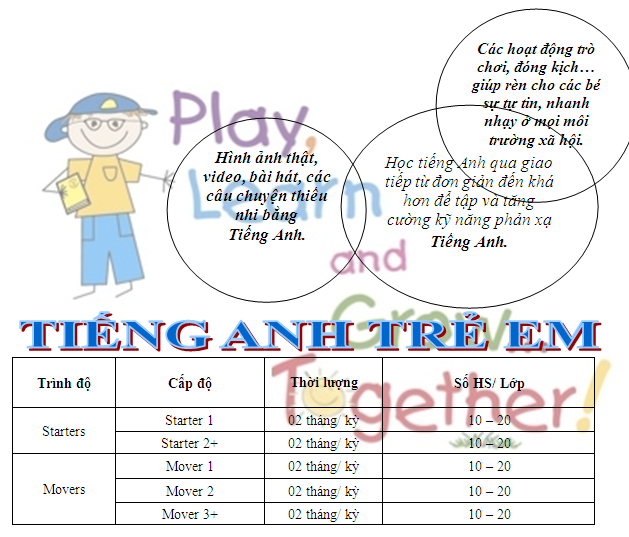 Các hoạt động trò
chơi, đóng kịch…
giúp rèn cho các bé
sự tự tin, nhanh
nhạy ở mọi môi
trường xã hội.
Play,
Learn
and
Grow...
Together!
Hình ảnh thật,
video, bài hát, các
câu chuyện thiếu
nhi bằng
Tiếng Anh.
Học tiếng Anh qua giao
tiếp từ đơn giản đến khá
hơn để tập và tăng
cường kỹ năng phản xạ
Tiếng Anh.
TIẾNG ANH TRẺ EM
Trình độ Cấp độ Thời lượng Số HS/ Lớp
Starters Starter 1 02 tháng/ kỳ 10 – 20
Starter 2+ 02 tháng/ kỳ 10 – 20
Movers Mover 1 02 tháng/ kỳ 10 – 20
Mover 2 02 tháng/ kỳ 10 – 20
Mover 3+ 02 tháng/ kỳ 10 – 20